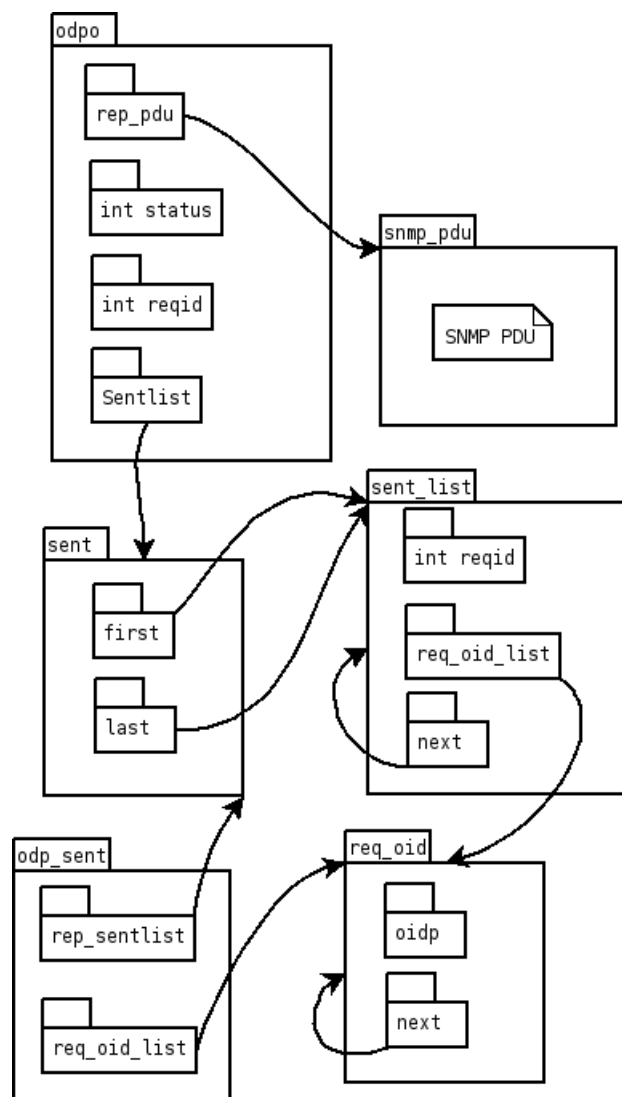 odpo
rep_pdu
int status
int reqid
Sentlist
snmp_pdu
SNMP PDU
sent
first
last
sent_list
int reqid
req_oid_list
next
odp_sent
rep_sentlist
req_oid_list
req_oid
oidp
next